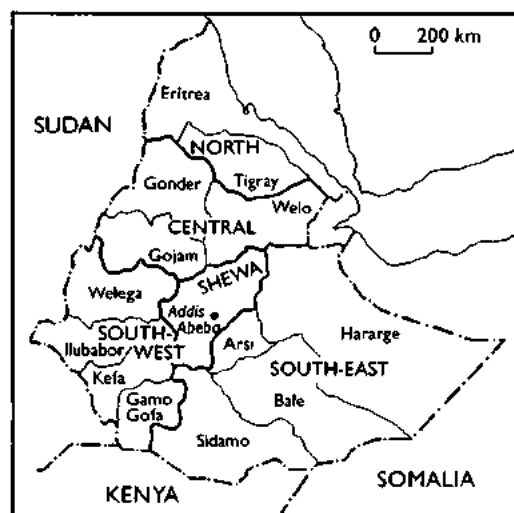 0 200 km
Eritrea
SUDAN
NORTH
Gonder
Tigray
Welo
CENTRAL
Gojam
SHEWA
Welega
Addis
Abeba
SOUTH-
WEST
Ilubabor
Arsi
Hararge
SOUTH-EAST
Kefa
Gamo
Gofa
Bale
Sidamo
SOMALIA
KENYA